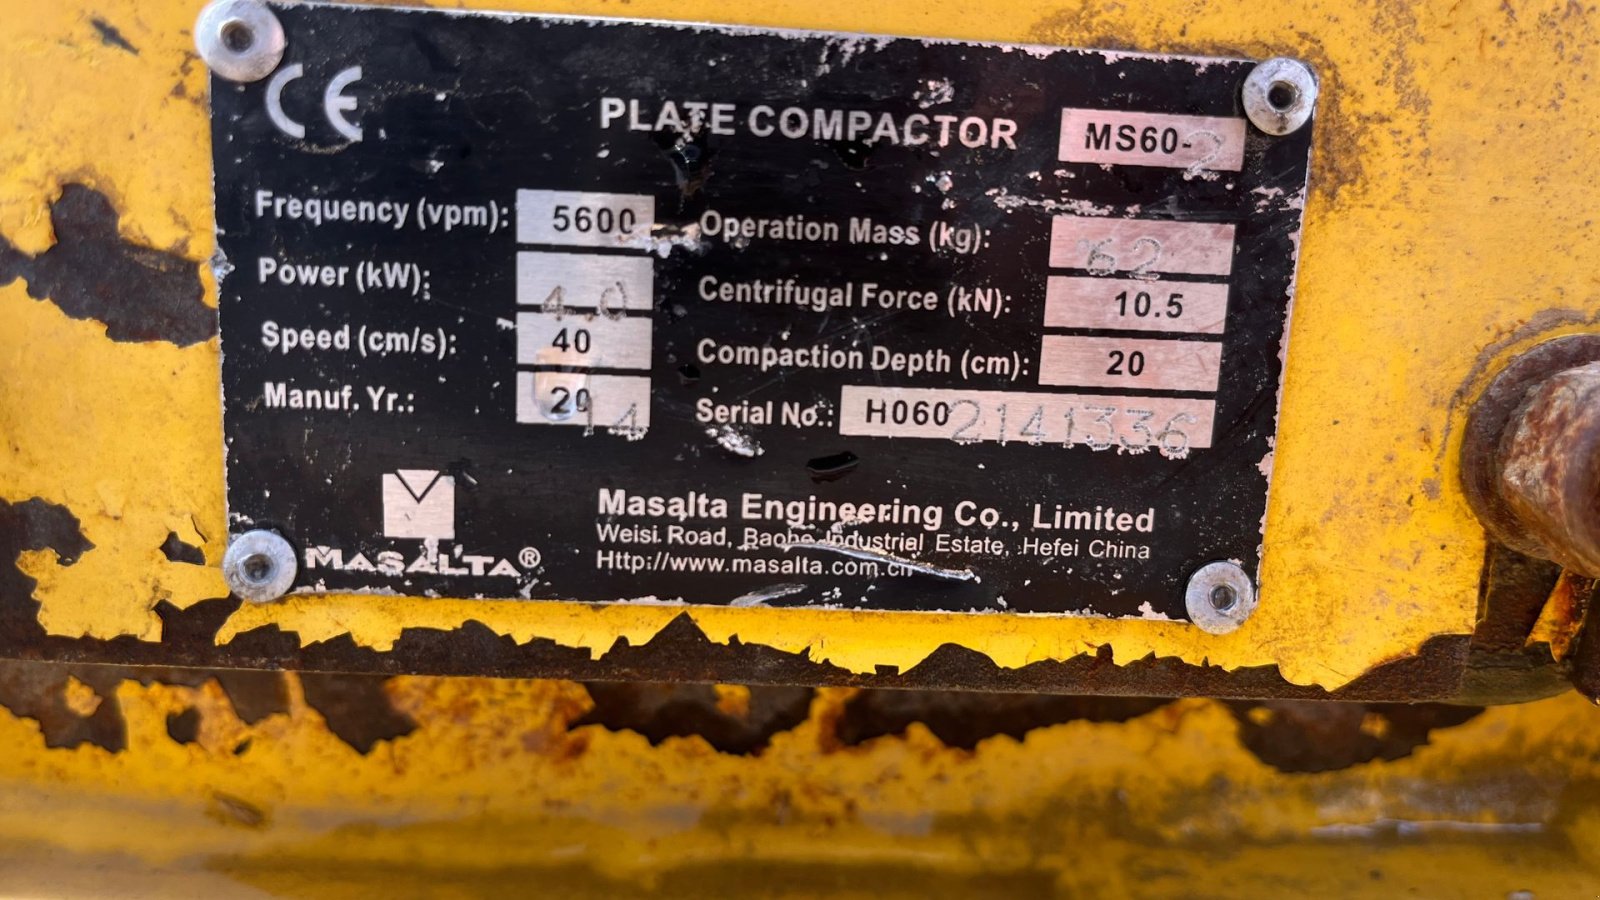 CE
PLATE COMPACTOR MS60-2
Frequency (vpm): 5600 Operation Mass (kg): 62
Power (kW): 4.0 Centrifugal Force (kN): 10.5
Speed (cm/s): 40 Compaction Depth (cm): 20
Manuf. Yr.: 2014 Serial No.: H0602141336
MASALTA®
Masalta Engineering Co., Limited
Weisi Road, Baohe Industrial Estate, Hefei China
Http://www.masalta.com.cn